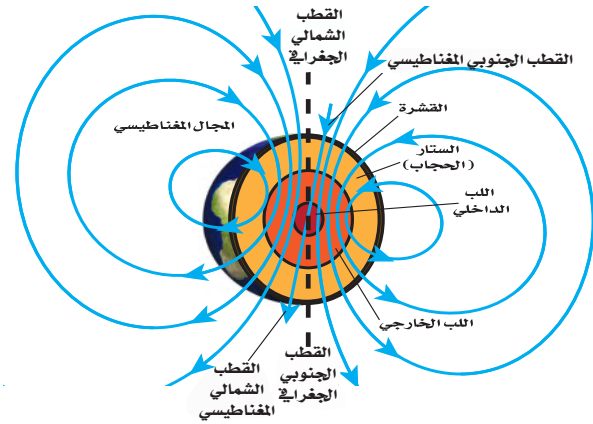 القطب
الشمالي
الجغرافي
القطب الجنوبي المغناطيسي
القشرة
المجال المغناطيسي
الستار
(الحجاب)
اللب
الداخلي
اللب الخارجي
القطب
الجنوبي
الجغرافي
القطب
الشمالي
المغناطيسي